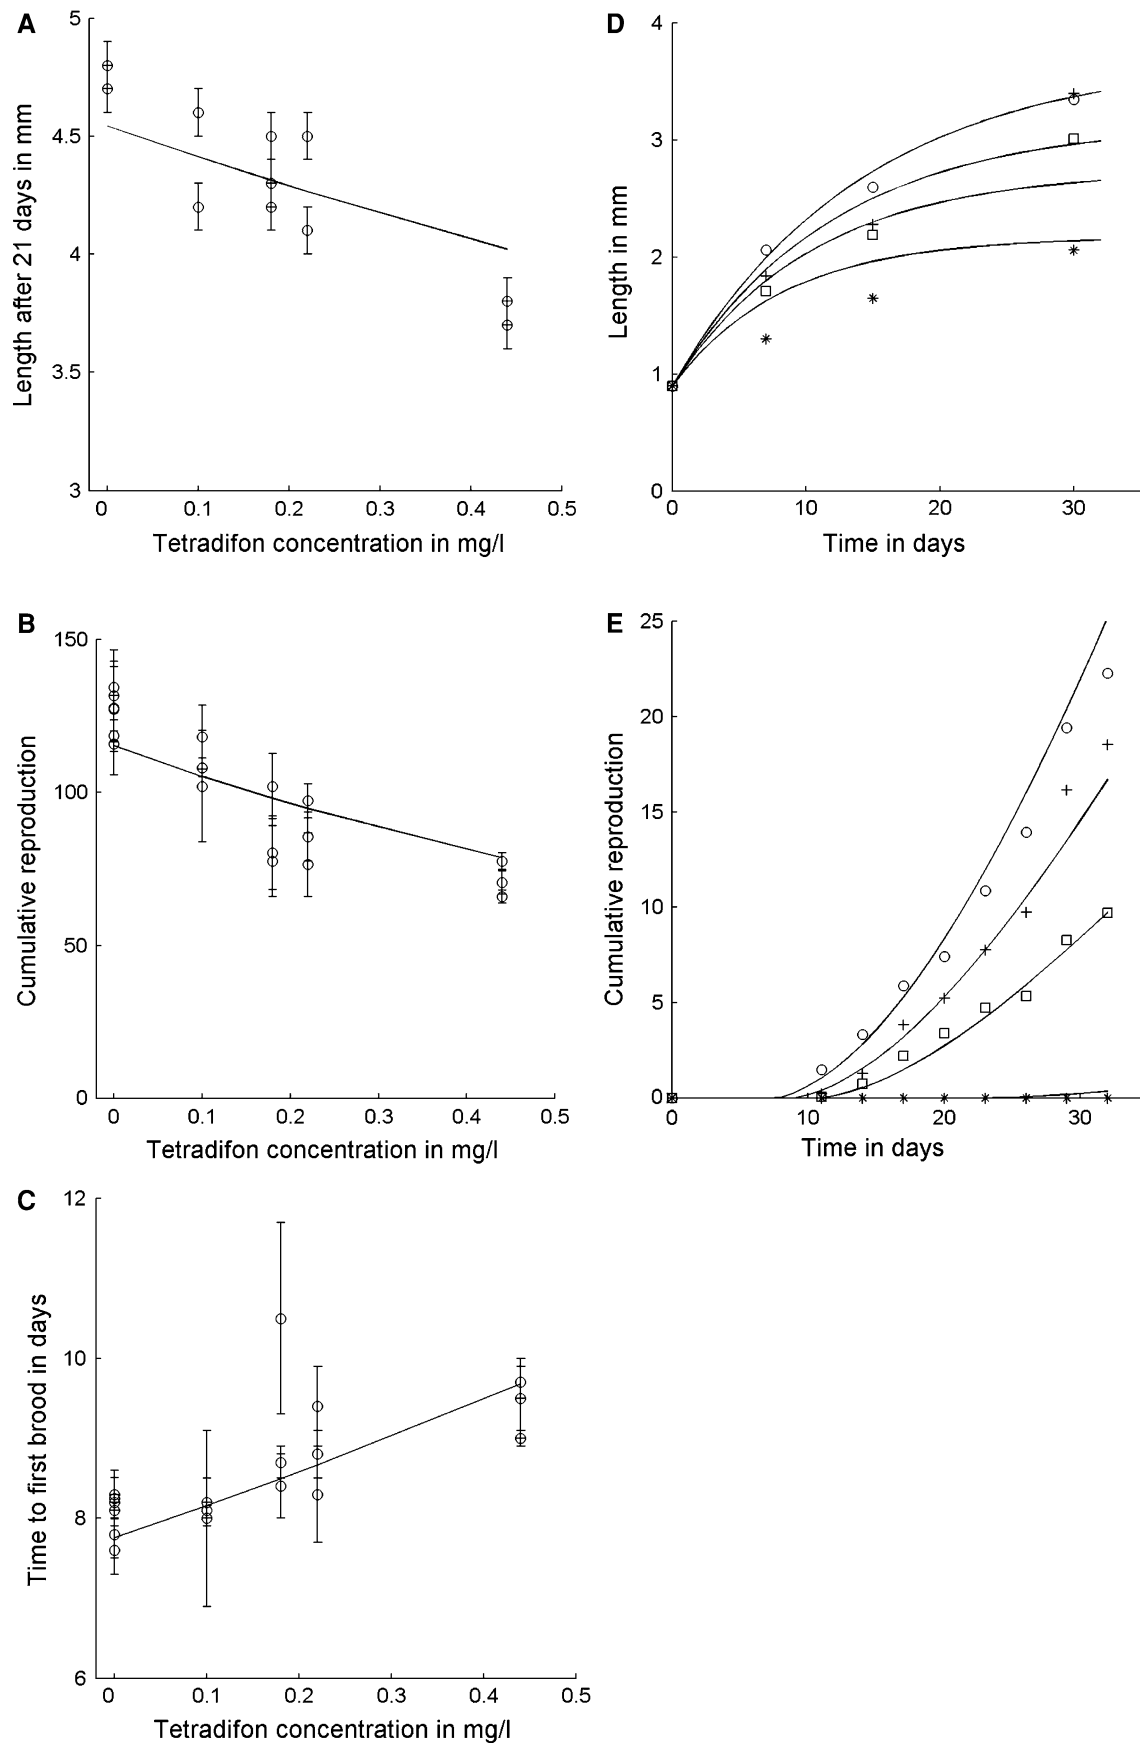 A
5
4.5
4
3.5
3
Length after 21 days in mm
0 0.1 0.2 0.3 0.4 0.5
Tetradifon concentration in mg/l
D
4
3
2
1
0
Length in mm
0 10 20 30
Time in days
B
150
100
50
0
Cumulative reproduction
0 0.1 0.2 0.3 0.4 0.5
Tetradifon concentration in mg/l
E
25
20
15
10
5
0
Cumulative reproduction
0 10 20 30
Time in days
C
12
10
8
6
Time to first brood in days
0 0.1 0.2 0.3 0.4 0.5
Tetradifon concentration in mg/l